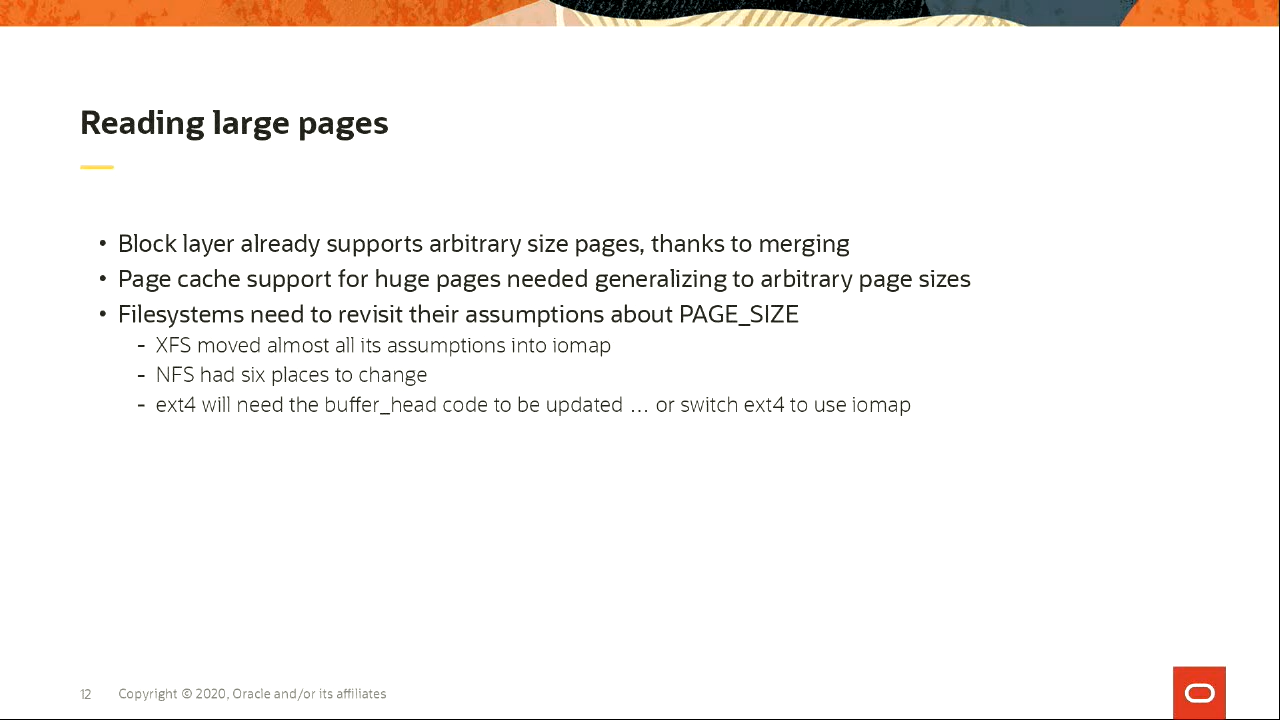 Reading large pages
• Block layer already supports arbitrary size pages, thanks to merging
• Page cache support for huge pages needed generalizing to arbitrary page sizes
• Filesystems need to revisit their assumptions about PAGE_SIZE
- XFS moved almost all its assumptions into iomap
- NFS had six places to change
- ext4 will need the buffer_head code to be updated … or switch ext4 to use iomap
12 Copyright © 2020, Oracle and/or its affiliates